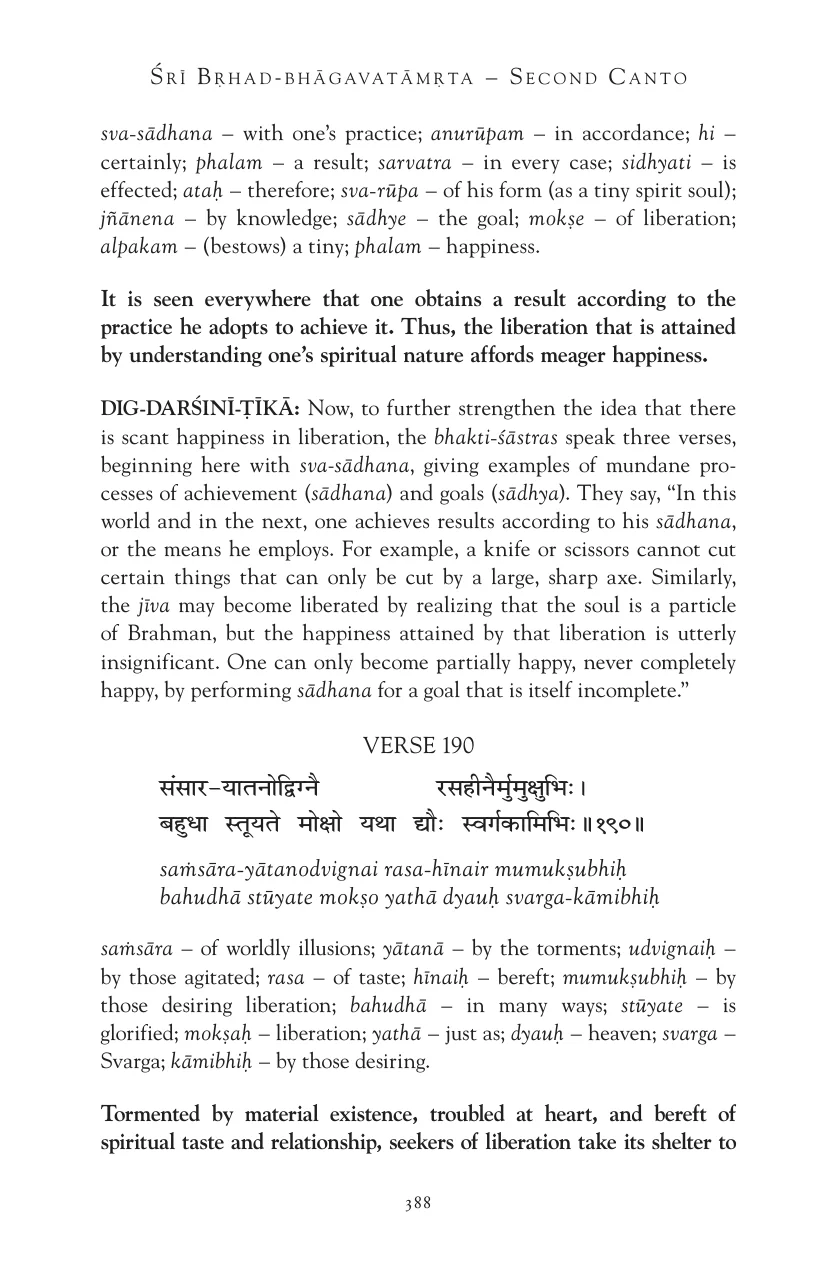 ŚRĪ BṚHAD-BHĀGAVATĀMṚTA – SECOND CANTO
sva-sādhana – with one’s practice; anurūpam – in accordance; hi –
certainly; phalam – a result; sarvatra – in every case; sidhyati – is
effected; ataḥ – therefore; sva-rūpa – of his form (as a tiny spirit soul);
jñānena – by knowledge; sādhye – the goal; mokṣe – of liberation;
alpakam – (bestows) a tiny; phalam – happiness.
It is seen everywhere that one obtains a result according to the
practice he adopts to achieve it. Thus, the liberation that is attained
by understanding one’s spiritual nature affords meager happiness.
DIG-DARŚINĪ-ṬĪKĀ: Now, to further strengthen the idea that there
is scant happiness in liberation, the bhakti-śāstras speak three verses,
beginning here with sva-sādhana, giving examples of mundane pro-
cesses of achievement (sādhana) and goals (sādhya). They say, “In this
world and in the next, one achieves results according to his sādhana,
or the means he employs. For example, a knife or scissors cannot cut
certain things that can only be cut by a large, sharp axe. Similarly,
the jīva may become liberated by realizing that the soul is a particle
of Brahman, but the happiness attained by that liberation is utterly
insignificant. One can only become partially happy, never completely
happy, by performing sādhana for a goal that is itself incomplete.”
VERSE 190
संसार-यातनोद्विग्नै रसहीनैर्मुमुक्षुभिः।
बहुधा स्तूयते मोक्षो यथा द्यौः स्वर्गकामिभिः॥१९०॥
saṁsāra-yātanodvignai rasa-hīnair mumukṣubhiḥ
bahudhā stūyate mokṣo yathā dyauḥ svarga-kāmibhiḥ
saṁsāra – of worldly illusions; yātanā – by the torments; udvignaiḥ –
by those agitated; rasa – of taste; hīnaiḥ – bereft; mumukṣubhiḥ – by
those desiring liberation; bahudhā – in many ways; stūyate – is
glorified; mokṣaḥ – liberation; yathā – just as; dyauḥ – heaven; svarga –
Svarga; kāmibhiḥ – by those desiring.
Tormented by material existence, troubled at heart, and bereft of
spiritual taste and relationship, seekers of liberation take its shelter to
388